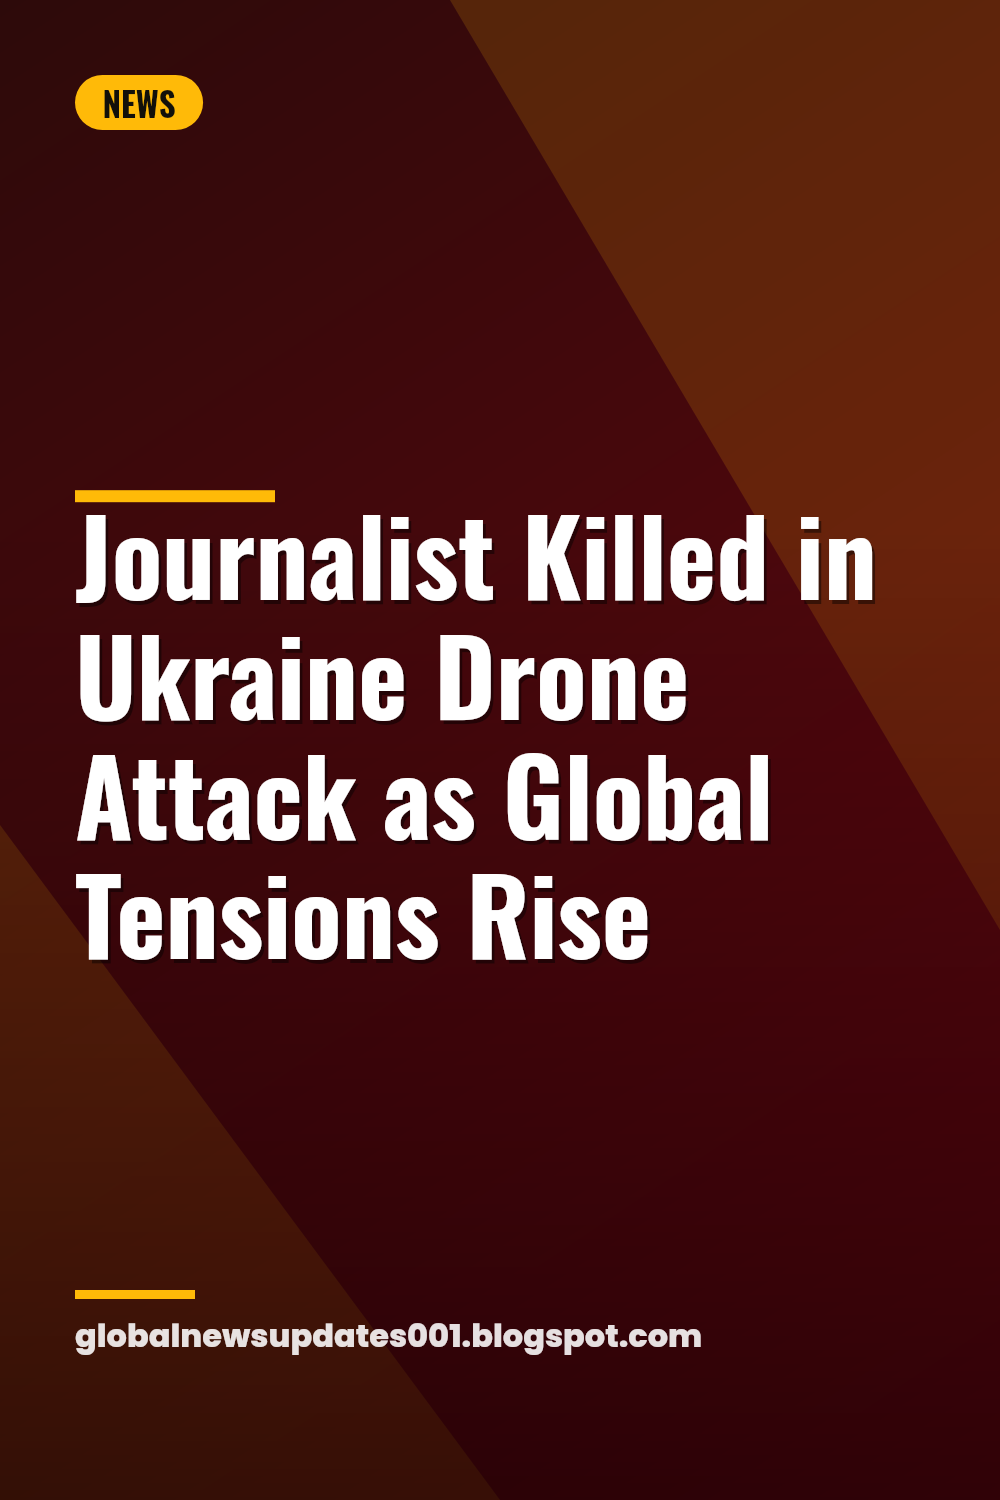 NEWS
Journalist Killed in
Ukraine Drone
Attack as Global
Tensions Rise
globalnewsupdates001.blogspot.com